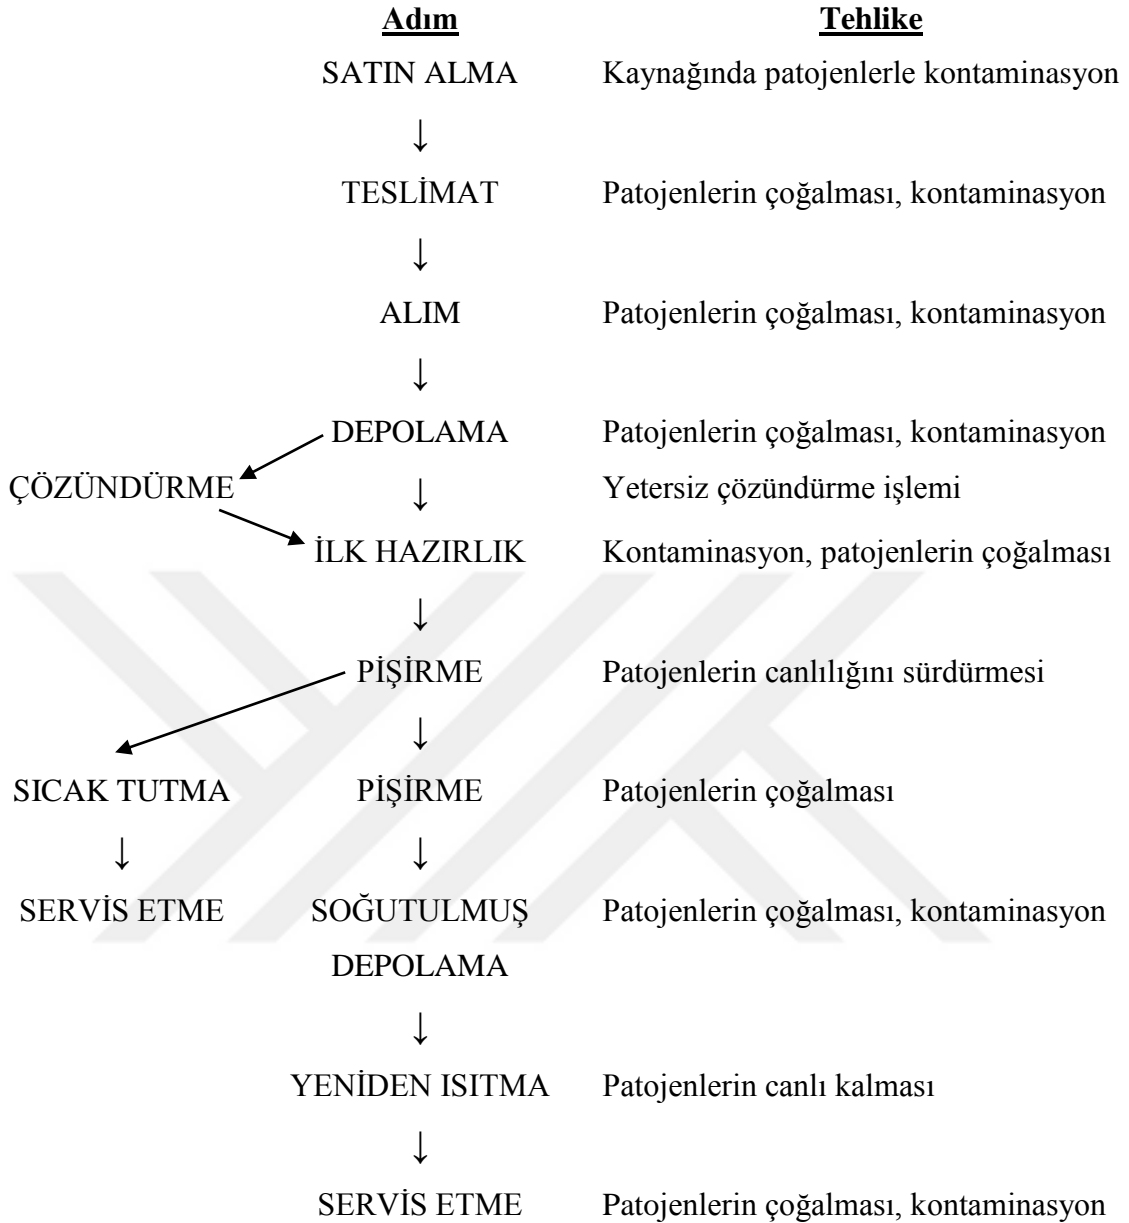 Adım Tehlike
SATIN ALMA Kaynağında patojenlerle kontaminasyon
↓
TESLİMAT Patojenlerin çoğalması, kontaminasyon
↓
ALIM Patojenlerin çoğalması, kontaminasyon
↓
DEPOLAMA Patojenlerin çoğalması, kontaminasyon
ÇÖZÜNDÜRME ↓ Yetersiz çözündürme işlemi
İLK HAZIRLIK Kontaminasyon, patojenlerin çoğalması
↓
PİŞİRME Patojenlerin canlılığını sürdürmesi
↓
SICAK TUTMA PİŞİRME Patojenlerin çoğalması
↓ ↓
SERVİS ETME SOĞUTULMUŞ Patojenlerin çoğalması, kontaminasyon
DEPOLAMA
↓
YENİDEN ISITMA Patojenlerin canlı kalması
↓
SERVİS ETME Patojenlerin çoğalması, kontaminasyon